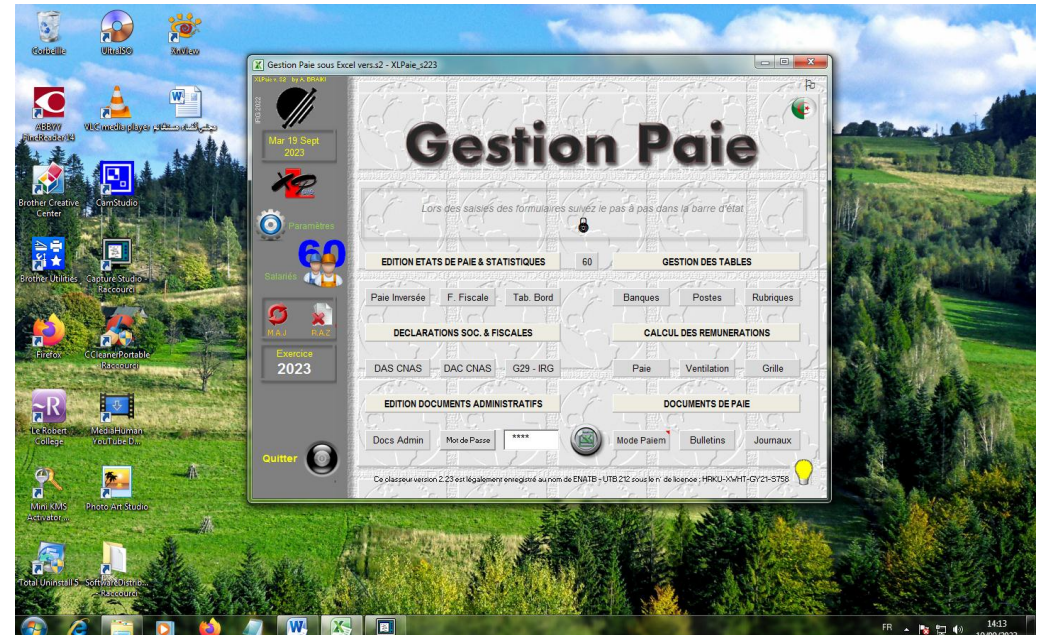 Corbeille
UltraISO
XnView
ABBYY
FineReader 14
VLC media player
Brother Creative
Center
CamStudio
Brother Utilities
Capture Studio -
Raccourci
Firefox
CCleanerPortable
Raccourci
Le Robert
College
MediaHuman
YouTube D...
Mini KMS
Activator...
Photo Art Studio
Total Uninstall 5
SoftwareDistrib...
- Raccourci
Gestion Paie sous Excel vers.s2 - XLPaie_s223
XLPaie v. S2 by A. BRAIKI
IRG 2022
Mar 19 Sept
2023
Paramètres
60
Salariés
M.A.J R.A.Z
Exercice
2023
Quitter
Gestion Paie
Lors des saisies des formulaires suivez le pas à pas dans la barre d'état
EDITION ETATS DE PAIE & STATISTIQUES 60 GESTION DES TABLES
Paie Inversée F. Fiscale Tab. Bord Banques Postes Rubriques
DECLARATIONS SOC. & FISCALES CALCUL DES REMUNERATIONS
DAS CNAS DAC CNAS G29 - IRG Paie Ventilation Grille
EDITION DOCUMENTS ADMINISTRATIFS DOCUMENTS DE PAIE
Docs Admin Mot de Passe **** Mode Paiem Bulletins Journaux
Ce classeur version 2.23 est légalement enregistré au nom de ENATB - UTB 212 sous le n° de licence : HRKU-XWHT-GY21-S758
FR
14:13